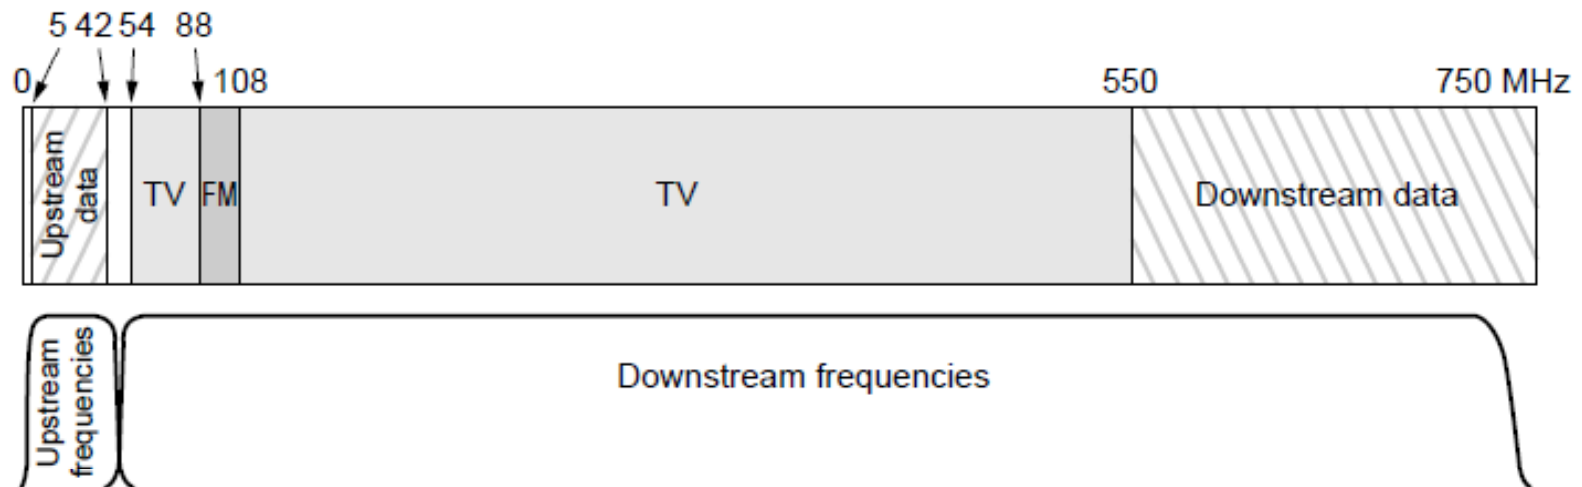 5 42 54 88
0 108 550 750 MHz
Upstream
data
TV FM TV Downstream data
Upstream
frequencies
Downstream frequencies